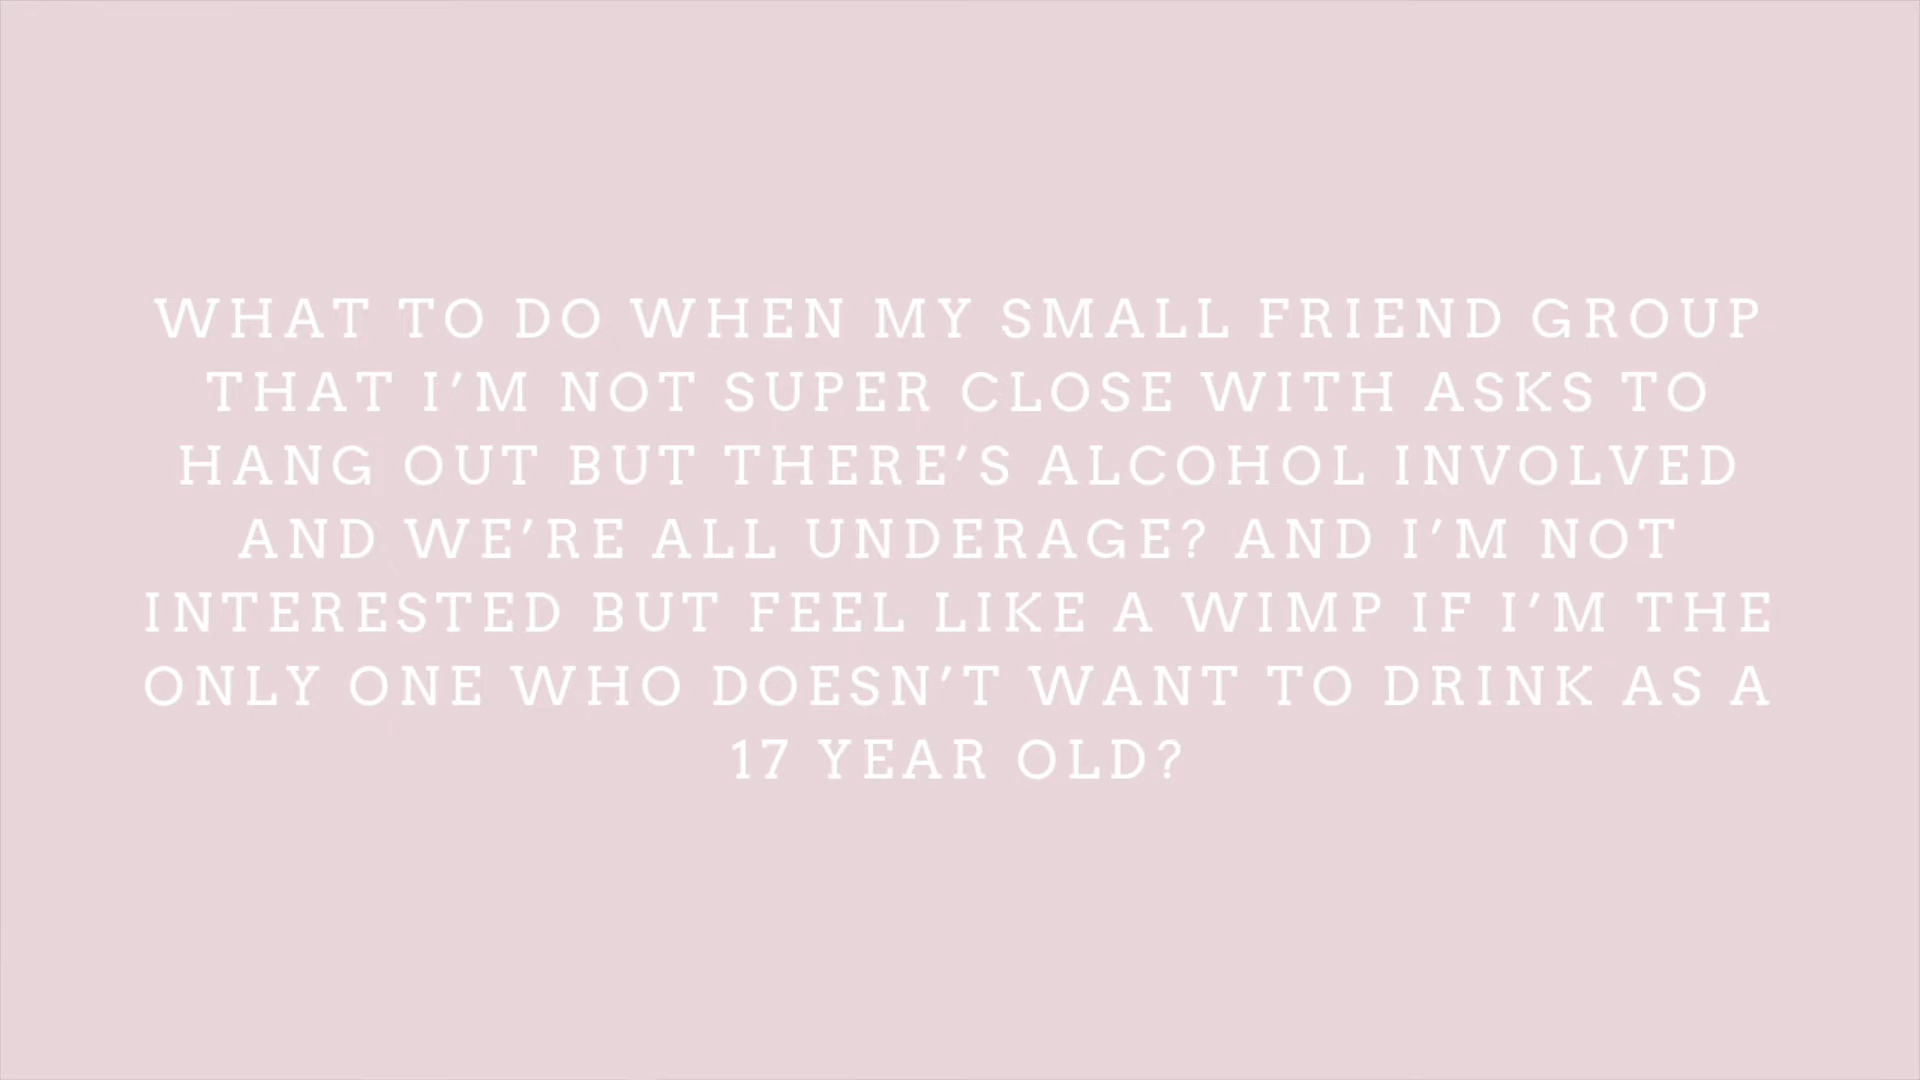 WHAT TO DO WHEN MY SMALL FRIEND GROUP
THAT I’M NOT SUPER CLOSE WITH ASKS TO
HANG OUT BUT THERE’S ALCOHOL INVOLVED
AND WE’RE ALL UNDERAGE? AND I’M NOT
INTERESTED BUT FEEL LIKE A WIMP IF I’M THE
ONLY ONE WHO DOESN’T WANT TO DRINK AS A
17 YEAR OLD?